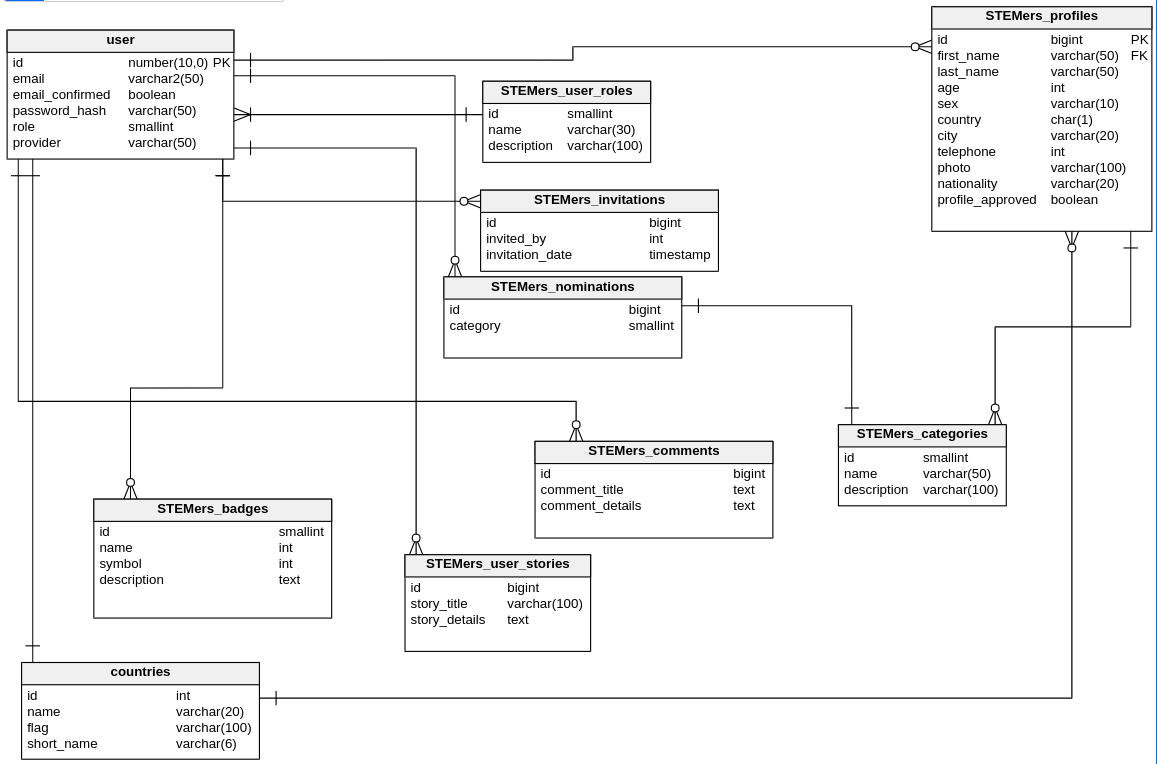 user
id number(10,0) PK
email varchar2(50)
email_confirmed boolean
password_hash varchar(50)
role smallint
provider varchar(50)
STEMers_profiles
id bigint PK
first_name varchar(50) FK
last_name varchar(50)
age int
sex varchar(10)
country char(1)
city varchar(20)
telephone int
photo varchar(100)
nationality varchar(20)
profile_approved boolean
STEMers_user_roles
id smallint
name varchar(30)
description varchar(100)
STEMers_invitations
id bigint
invited_by int
invitation_date timestamp
STEMers_nominations
id bigint
category smallint
STEMers_categories
id smallint
name varchar(50)
description varchar(100)
STEMers_comments
id bigint
comment_title text
comment_details text
STEMers_badges
id smallint
name int
symbol int
description text
STEMers_user_stories
id bigint
story_title varchar(100)
story_details text
countries
id int
name varchar(20)
flag varchar(100)
short_name varchar(6)